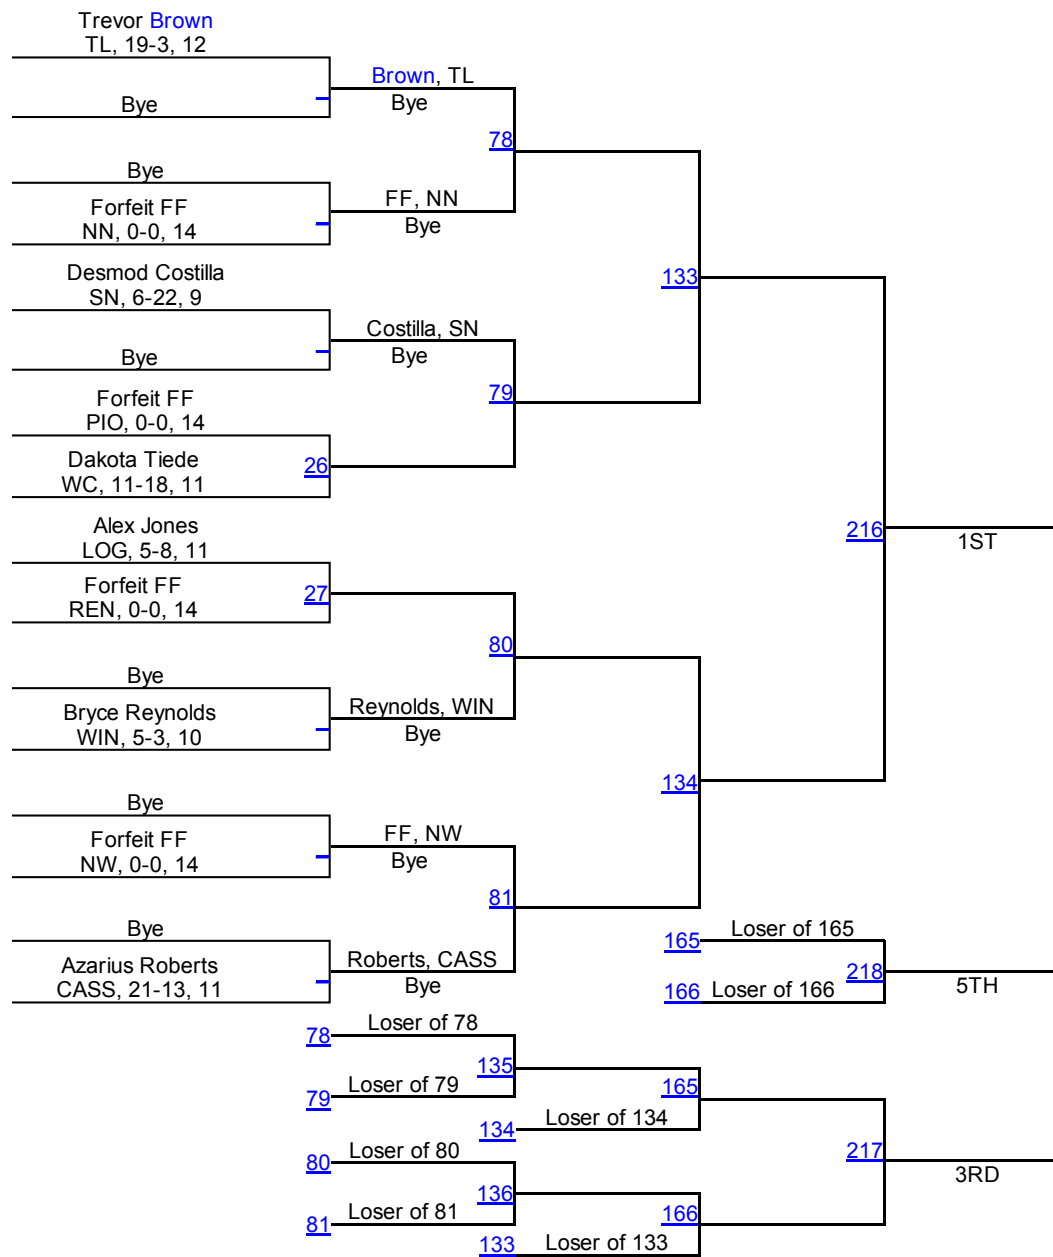 Trevor Brown
TL, 19-3, 12
Brown, TL
Bye
Bye
78
Bye
FF, NN
Bye
Forfeit FF
NN, 0-0, 14
Desmod Costilla
SN, 6-22, 9
133
Costilla, SN
Bye
Bye
79
Forfeit FF
PIO, 0-0, 14
Dakota Tiede
WC, 11-18, 11
26
Alex Jones
LOG, 5-8, 11
216
1ST
Forfeit FF
REN, 0-0, 14
27
80
Bye
Reynolds, WIN
Bye
Bryce Reynolds
WIN, 5-3, 10
134
Bye
Forfeit FF
NW, 0-0, 14
FF, NW
Bye
81
Bye
Roberts, CASS
Bye
Azarius Roberts
CASS, 21-13, 11
165
Loser of 165
218
5TH
166
Loser of 166
78
Loser of 78
135
79
Loser of 79
165
134
Loser of 134
80
Loser of 80
217
3RD
136
81
Loser of 81
166
133
Loser of 133